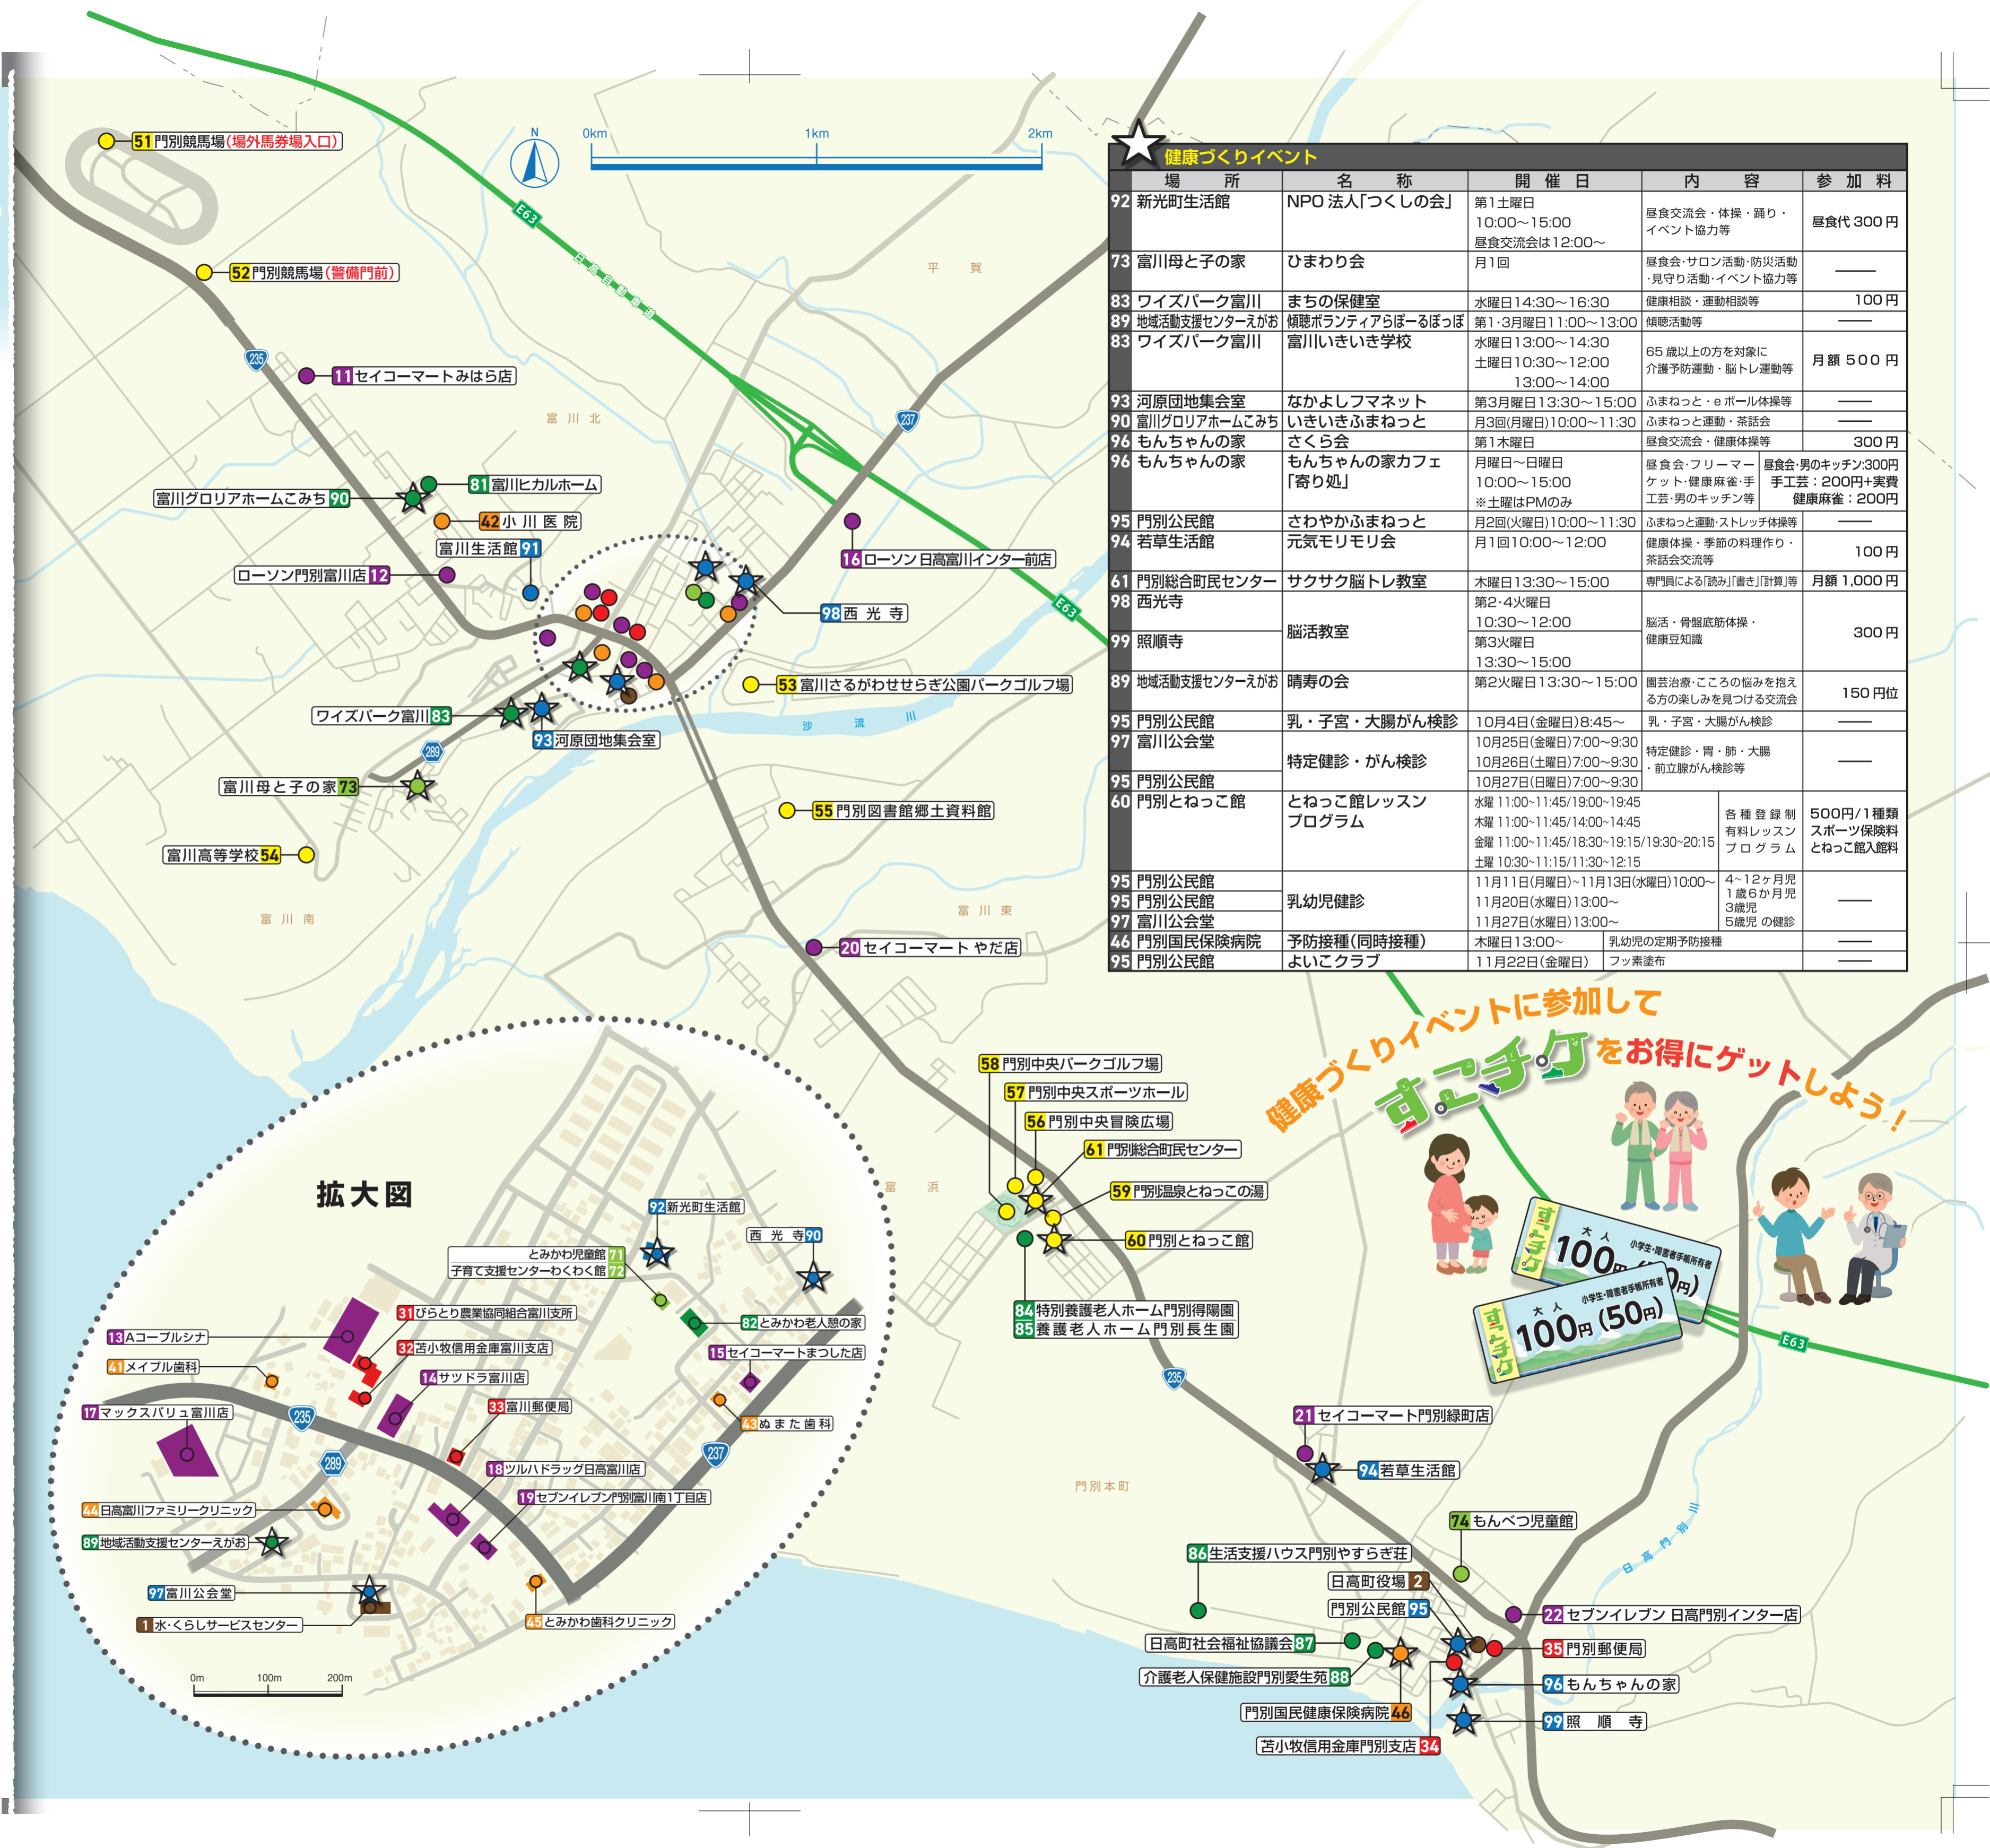 51 門別競馬場(場外馬券場入口)
52 門別競馬場(警備門前)
N
0km 1km 2km
E63
日高自動車道
平賀
235
11 セイコーマートみはら店
富川北
237
81 富川ヒカルホーム
富川グロリアホームこみち 90
42 小川医院
富川生活館 91
ローソン門別富川店 12
16 ローソン 日高富川インター前店
E63
98 西光寺
53 富川さるがわせせらぎ公園パークゴルフ場
沙流川
ワイズパーク富川 83
93 河原団地集会室
289
富川母と子の家 73
55 門別図書館郷土資料館
富川高等学校 54
富川南
富川東
20 セイコーマート やだ店
健康づくりイベント
場所 名称 開催日 内容 参加料
92 新光町生活館 NPO法人「つくしの会」 第1土曜日
10:00〜15:00
昼食交流会は12:00〜
昼食交流会・体操・踊り・
イベント協力等
昼食代300円
73 富川母と子の家 ひまわり会 月1回
昼食会・サロン活動・防災活動
・見守り活動・イベント協力等
――
83 ワイズパーク富川 まちの保健室 水曜日14:30〜16:30 健康相談・運動相談等 100円
89 地域活動支援センターえがお 傾聴ボランティアらぽーるぽっぽ 第1・3月曜日11:00〜13:00 傾聴活動等 ――
83 ワイズパーク富川 富川いきいき学校 水曜日13:00〜14:30
土曜日10:30〜12:00
13:00〜14:00
65歳以上の方を対象に
介護予防運動・脳トレ運動等
月額500円
93 河原団地集会室 なかよしフマネット 第3月曜日13:30〜15:00 ふまねっと・eボール体操等 ――
90 富川グロリアホームこみち いきいきふまねっと 月3回(月曜日)10:00〜11:30 ふまねっと運動・茶話会 ――
96 もんちゃんの家 さくら会 第1木曜日 昼食交流会・健康体操等 300円
96 もんちゃんの家 もんちゃんの家カフェ
「寄り処」
月曜日〜日曜日
10:00〜15:00
※土曜はPMのみ
昼食会・フリーマー
ケット・健康麻雀・手
工芸・男のキッチン等
昼食会・男のキッチン:300円
手工芸:200円+実費
健康麻雀:200円
95 門別公民館 さわやかふまねっと 月2回(火曜日)10:00〜11:30 ふまねっと運動・ストレッチ体操等 ――
94 若草生活館 元気モリモリ会 月1回10:00〜12:00
健康体操・季節の料理作り・
茶話会交流等
100円
61 門別総合町民センター サクサク脳トレ教室 木曜日13:30〜15:00 専門員による「読み」「書き」「計算」等 月額1,000円
98 西光寺 第2・4火曜日
10:30〜12:00
99 照順寺 脳活教室 第3火曜日
13:30〜15:00
脳活・骨盤底筋体操・
健康豆知識
300円
89 地域活動支援センターえがお 晴寿の会 第2火曜日13:30〜15:00
園芸治療・こころの悩みを抱え
る方の楽しみを見つける交流会
150円位
95 門別公民館 乳・子宮・大腸がん検診 10月4日(金曜日)8:45〜 乳・子宮・大腸がん検診 ――
97 富川公会堂 特定健診・がん検診 10月25日(金曜日)7:00〜9:30
10月26日(土曜日)7:00〜9:30
95 門別公民館 10月27日(日曜日)7:00〜9:30
特定健診・胃・肺・大腸
・前立腺がん検診等
――
60 門別とねっこ館 とねっこ館レッスン
プログラム
水曜 11:00~11:45/19:00~19:45
木曜 11:00~11:45/14:00~14:45
金曜 11:00~11:45/18:30~19:15/19:30~20:15
土曜 10:30~11:15/11:30~12:15
各種登録制
有料レッスン
プログラム
500円/1種類
スポーツ保険料
とねっこ館入館料
95 門別公民館 乳幼児健診 11月11日(月曜日)~11月13日(水曜日)10:00〜
95 門別公民館 11月20日(水曜日)13:00〜
97 富川公会堂 11月27日(水曜日)13:00〜
4~12ヶ月児
1歳6か月児
3歳児
5歳児 の健診
――
46 門別国民保険病院 予防接種(同時接種) 木曜日13:00~ 乳幼児の定期予防接種 ――
95 門別公民館 よいこクラブ 11月22日(金曜日) フッ素塗布 ――
健康づくりイベントに参加して
すこチケをお得にゲットしよう!
すこチケ
大人 小学生・障害者手帳所有者
100円
0円)
すこチケ
大人 小学生・障害者手帳所有者
100円(50円)
E63
58 門別中央パークゴルフ場
57 門別中央スポーツホール
56 門別中央冒険広場
61 門別総合町民センター
富浜
59 門別温泉とねっこの湯
60 門別とねっこ館
84 特別養護老人ホーム門別得陽園
85 養護老人ホーム門別長生園
235
21 セイコーマート門別緑町店
94 若草生活館
門別本町
74 もんべつ児童館
日高門別川
86 生活支援ハウス門別やすらぎ荘
日高町役場 2
門別公民館 95
22 セブンイレブン 日高門別インター店
日高町社会福祉協議会 87
35 門別郵便局
介護老人保健施設門別愛生苑 88
96 もんちゃんの家
門別国民健康保険病院 46
99 照順寺
苫小牧信用金庫門別支店 34
拡大図
92 新光町生活館
西光寺 90
とみかわ児童館 71
子育て支援センターわくわく館 72
31 びらとり農業協同組合富川支所
82 とみかわ老人憩の家
13 Aコープルシナ
32 苫小牧信用金庫富川支店
15 セイコーマートまつした店
41 メイプル歯科
14 サツドラ富川店
17 マックスバリュ富川店
33 富川郵便局
43 ぬまた歯科
235
237
289
18 ツルハドラッグ日高富川店
19 セブンイレブン門別富川南1丁目店
44 日高富川ファミリークリニック
89 地域活動支援センターえがお
97 富川公会堂
1 水・くらしサービスセンター
45 とみかわ歯科クリニック
0m 100m 200m